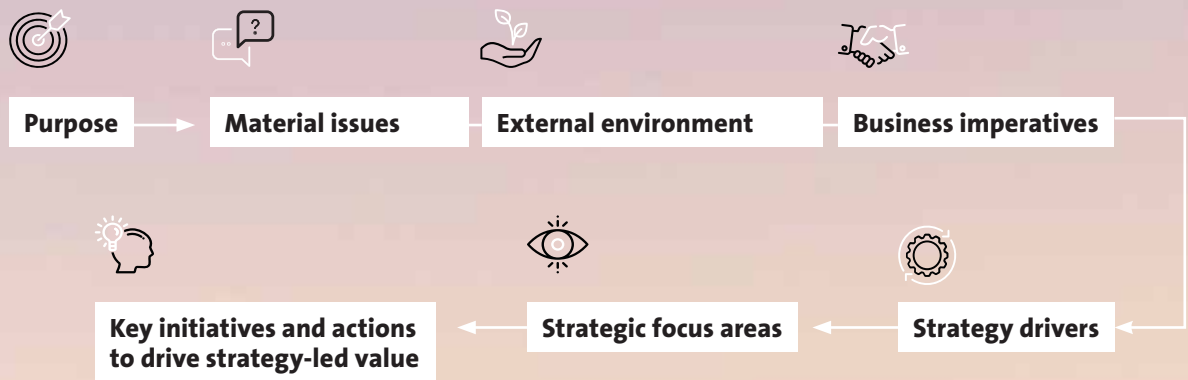 ?
Purpose
Material issues
External environment
Business imperatives
Key initiatives and actions
to drive strategy-led value
Strategic focus areas
Strategy drivers